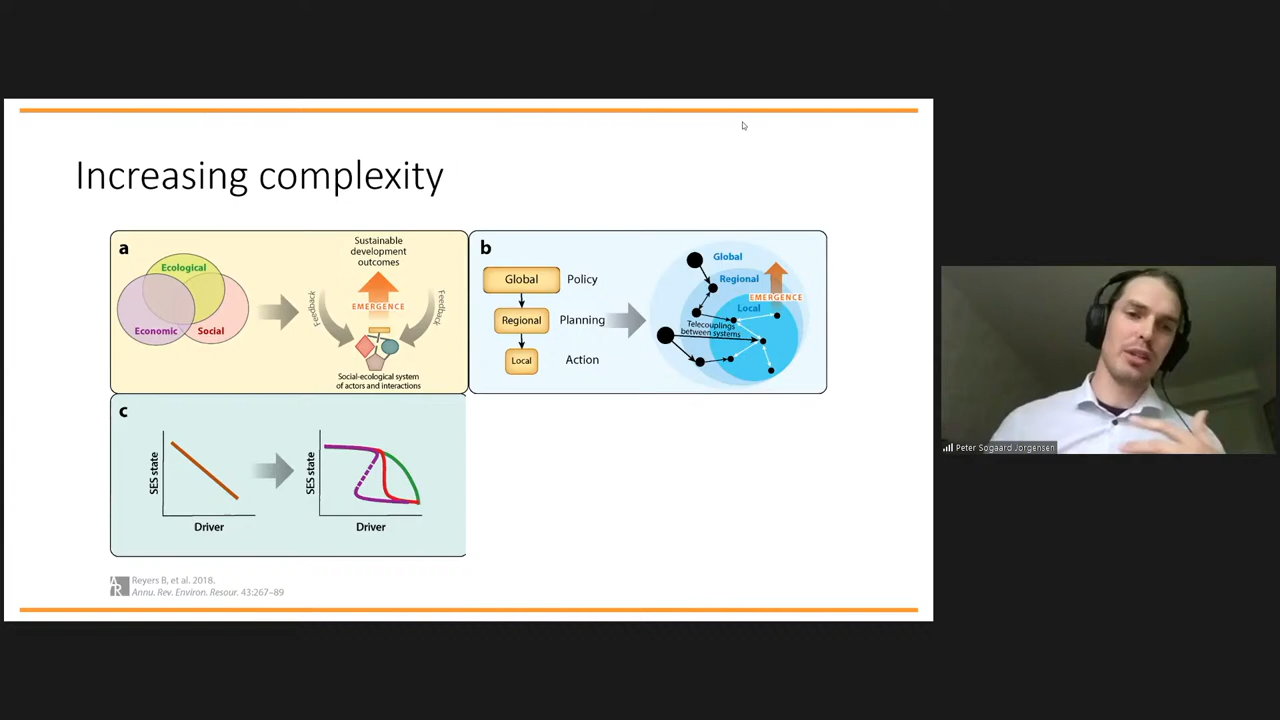 Increasing complexity
a
Ecological
Economic
Social
Sustainable
development
outcomes
EMERGENCE
Feedback
Feedback
Social-ecological system
of actors and interactions
b
Global
Policy
Regional
Planning
Local
Action
Global
Regional
EMERGENCE
Local
Telecouplings
between systems
c
SES state
Driver
SES state
Driver
AR
Reyers B, et al. 2018.
Annu. Rev. Environ. Resour. 43:267–89
Peter Sogaard Jorgensen